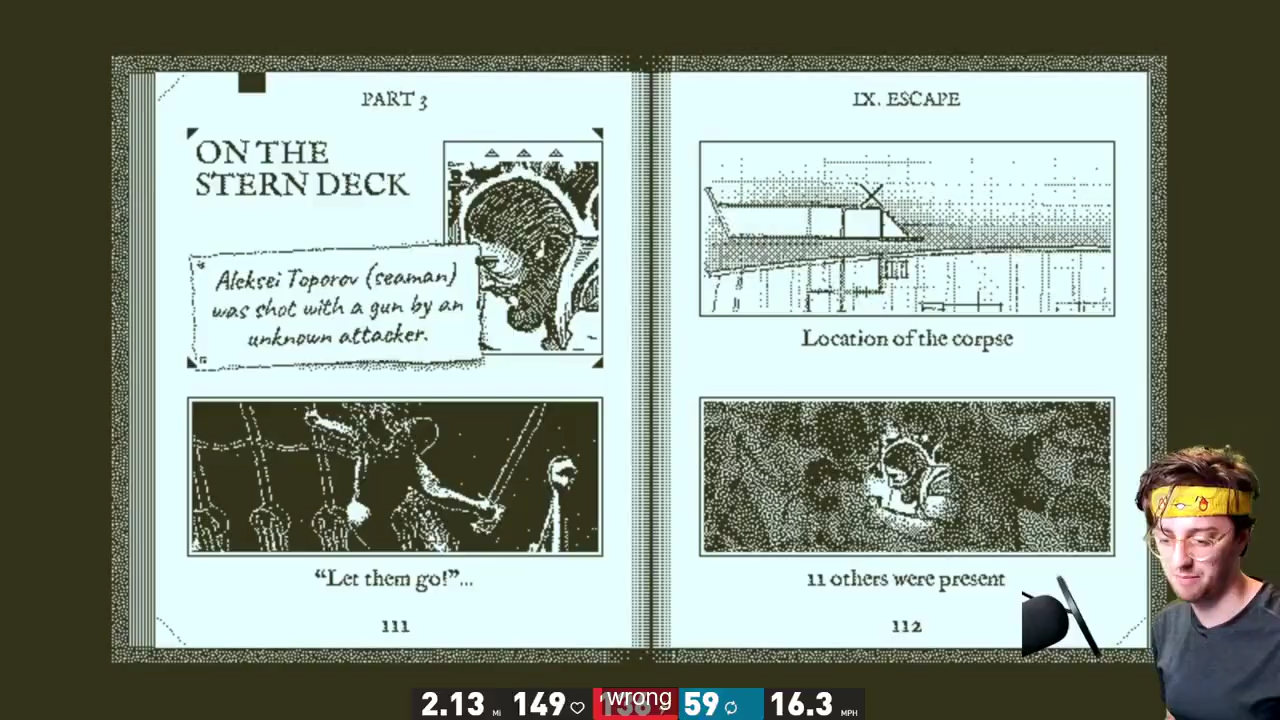 PART 3
ON THE
STERN DECK
Aleksei Toporov (seaman)
was shot with a gun by an
unknown attacker.
"Let them go!"...
111
IX. ESCAPE
Location of the corpse
11 others were present
112
2.13 MI 149 wrong 59 16.3 MPH